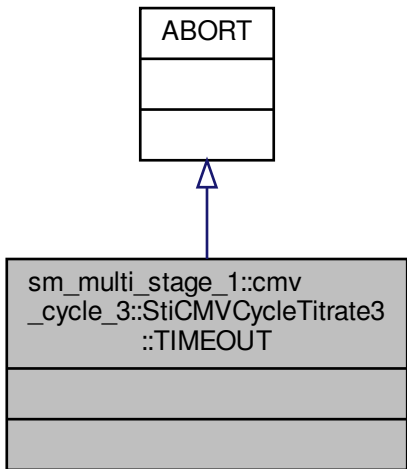 ABORT
sm_multi_stage_1::cmv
_cycle_3::StiCMVCycleTitrate3
::TIMEOUT